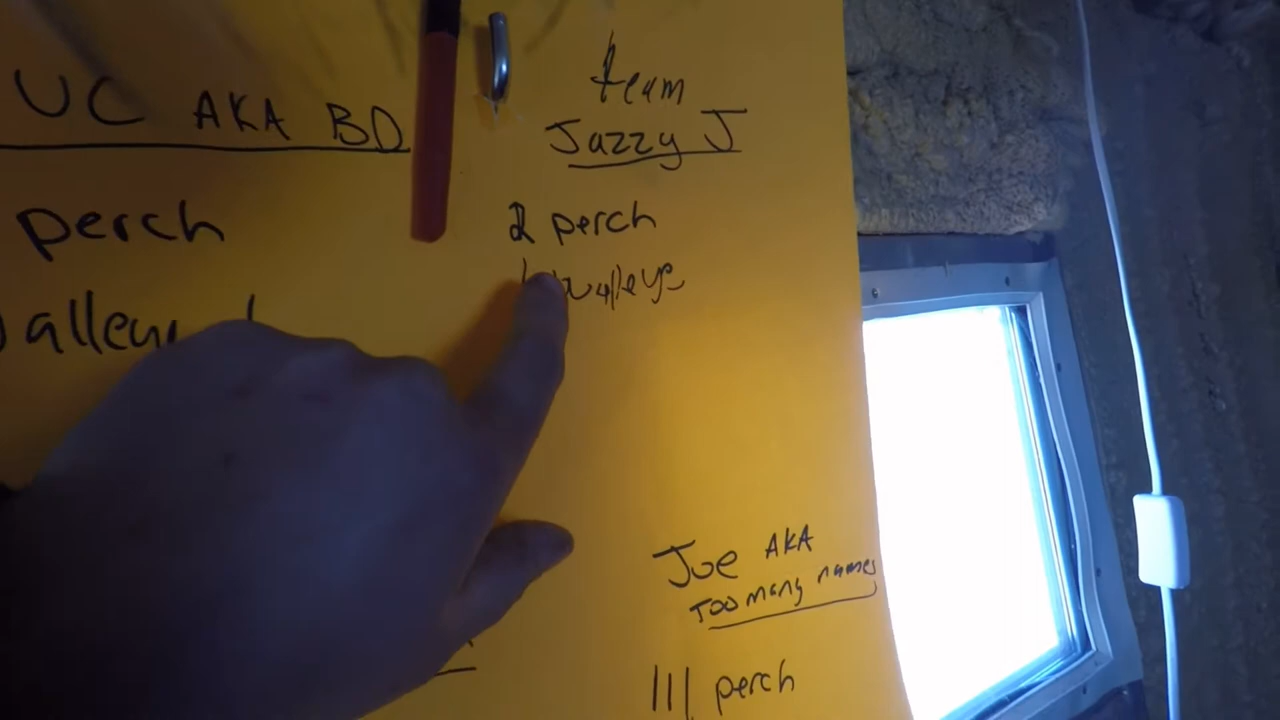 UC AKA BD
perch
team
Jazzy J
2 perch
walleye
Joe AKA
Too many names
||| perch